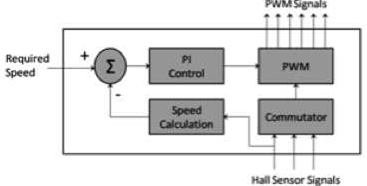 PWM Signals
Required
Speed
+
Σ
PI
Control
PWM
-
Speed
Calculation
Commutator
Hall Sensor Signals